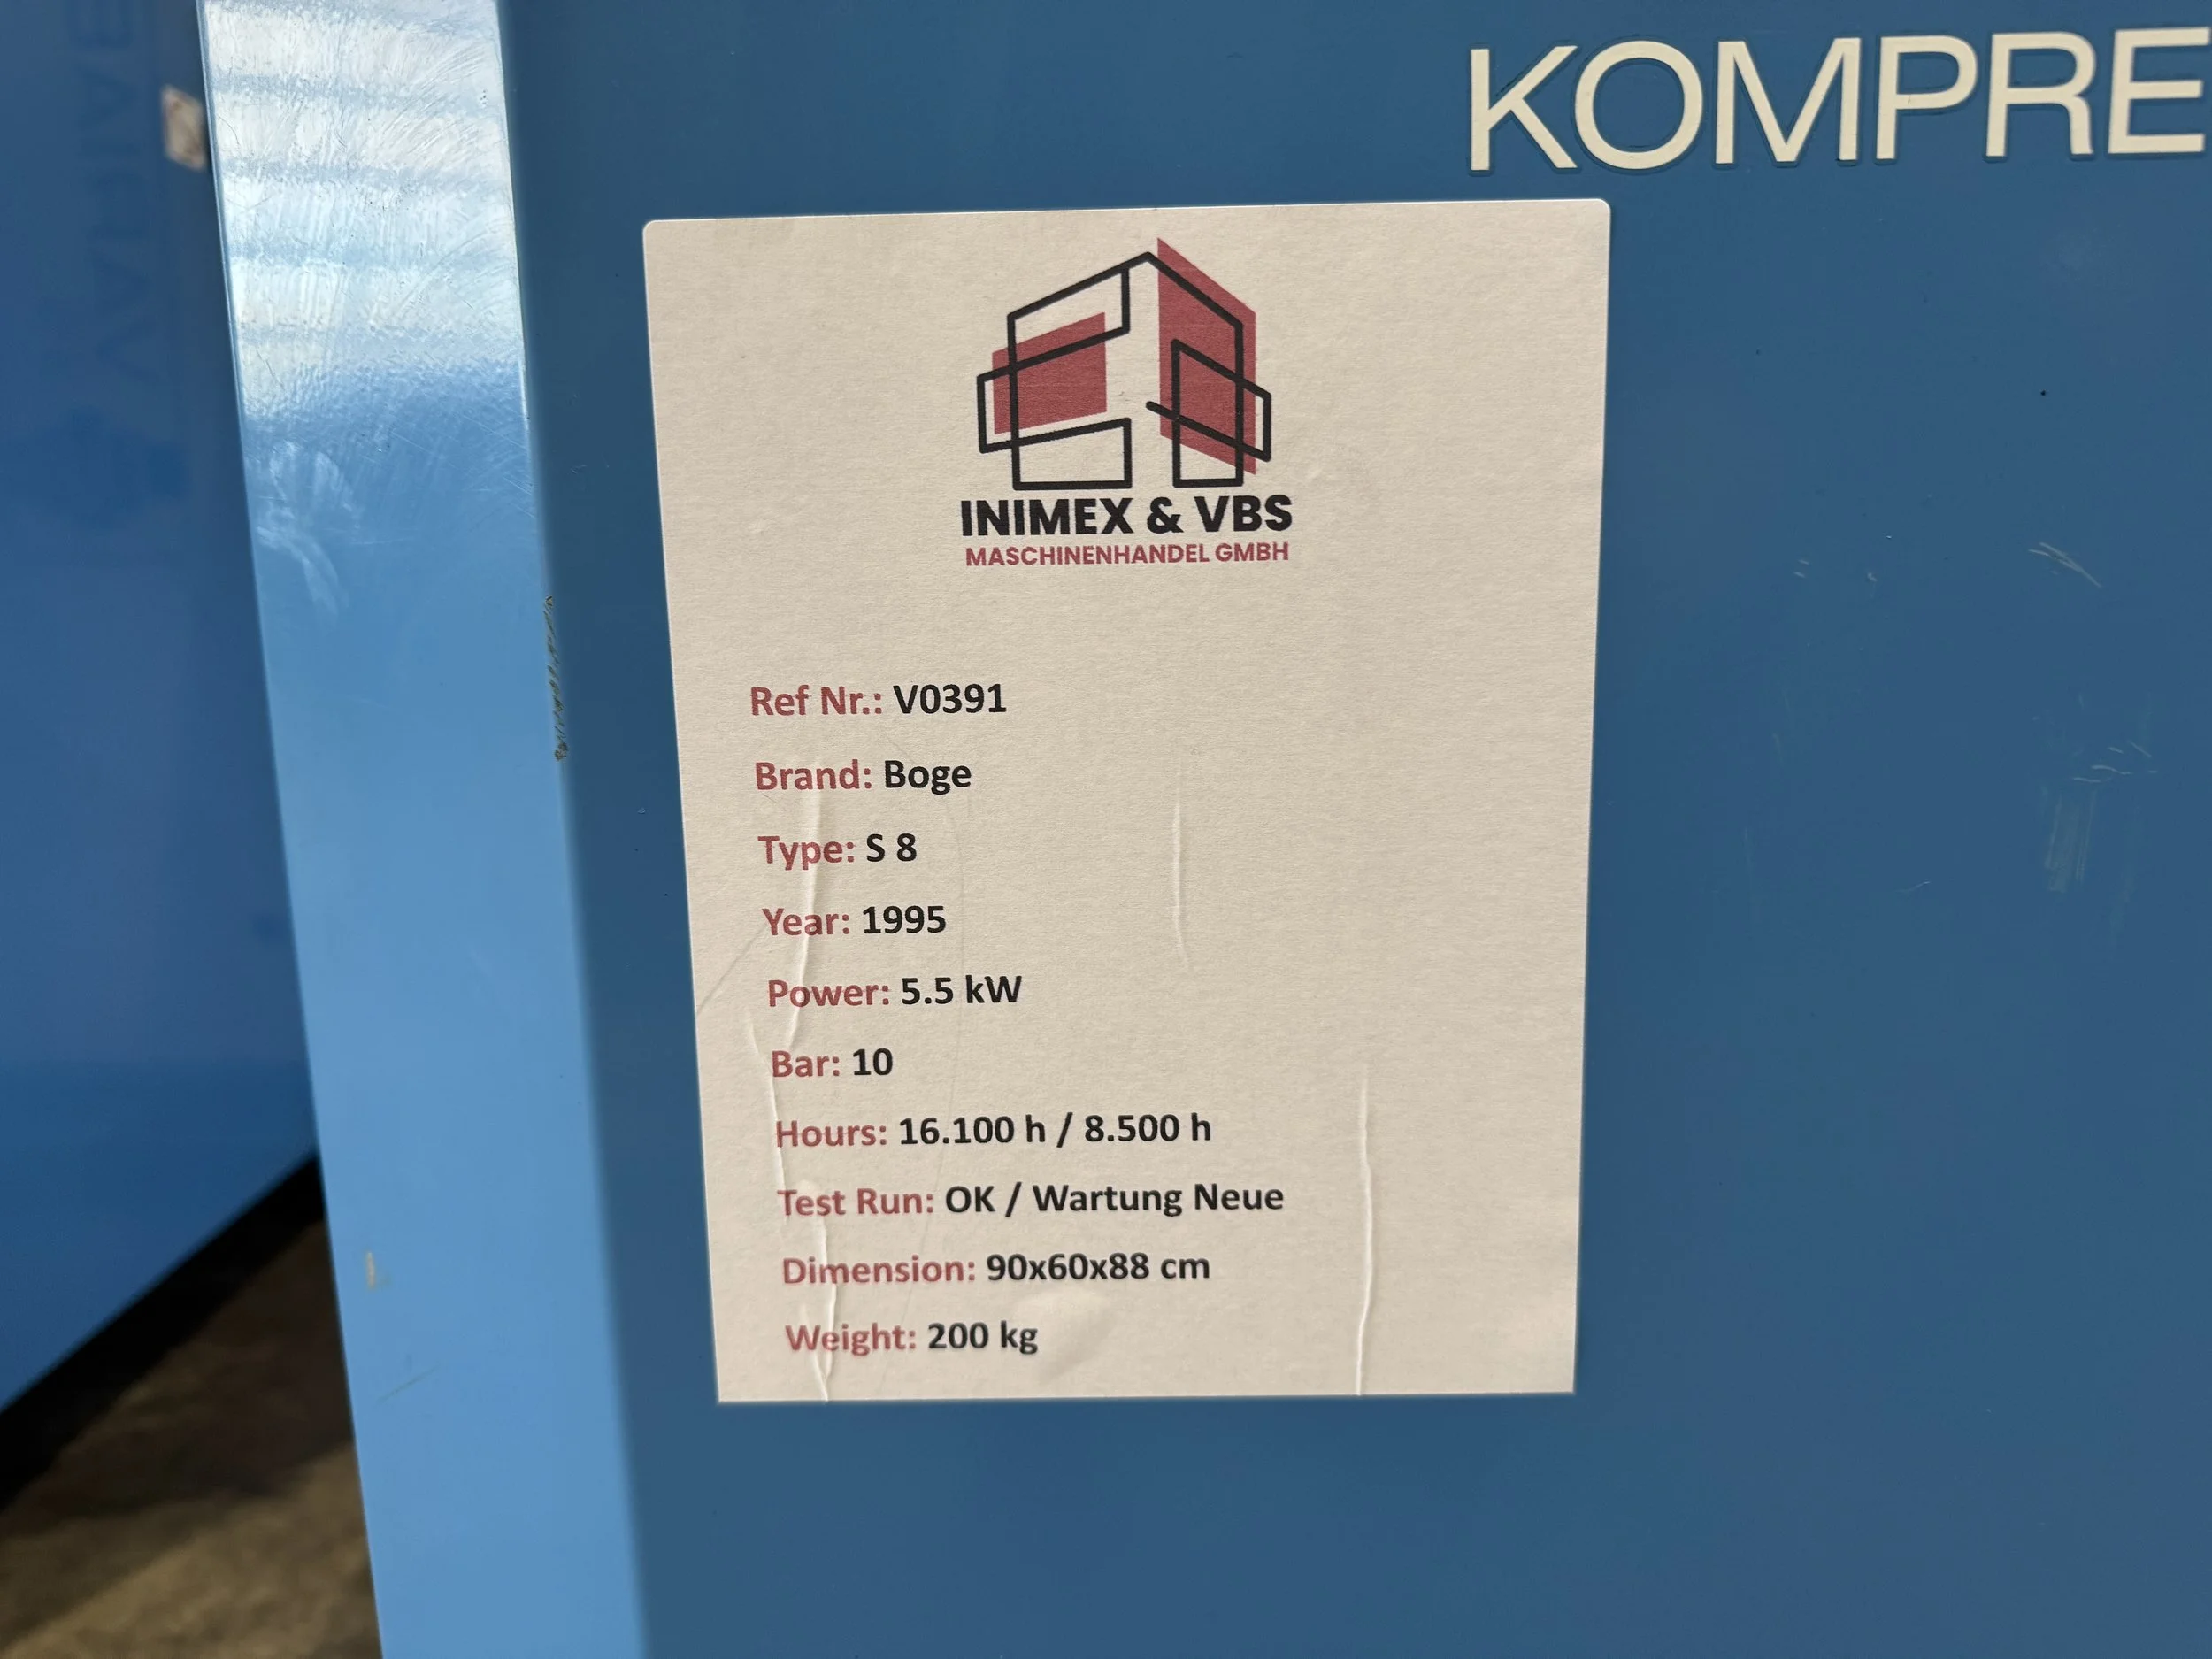 KOMPRE
INIMEX & VBS
MASCHINENHANDEL GMBH
Ref Nr.: V0391
Brand: Boge
Type: S 8
Year: 1995
Power: 5.5 kW
Bar: 10
Hours: 16.100 h / 8.500 h
Test Run: OK / Wartung Neue
Dimension: 90x60x88 cm
Weight: 200 kg